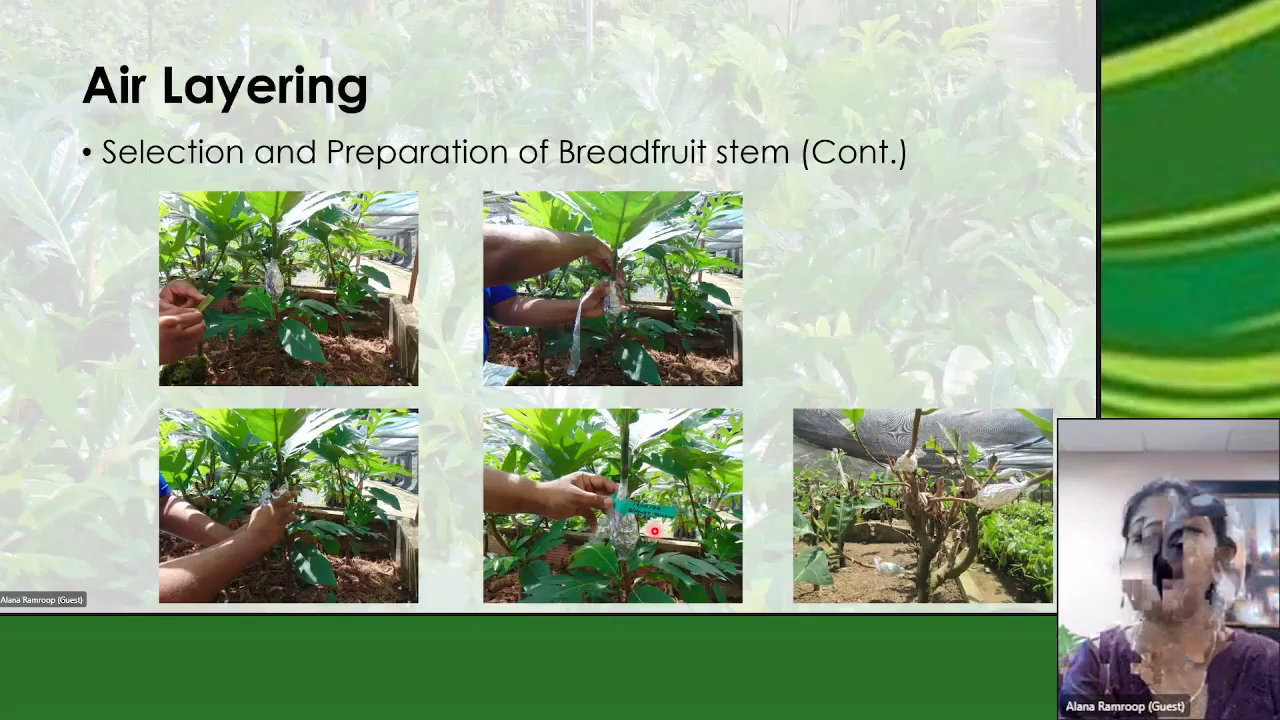 Air Layering
• Selection and Preparation of Breadfruit stem (Cont.)
Alana Ramroop (Guest)
Alana Ramroop (Guest)